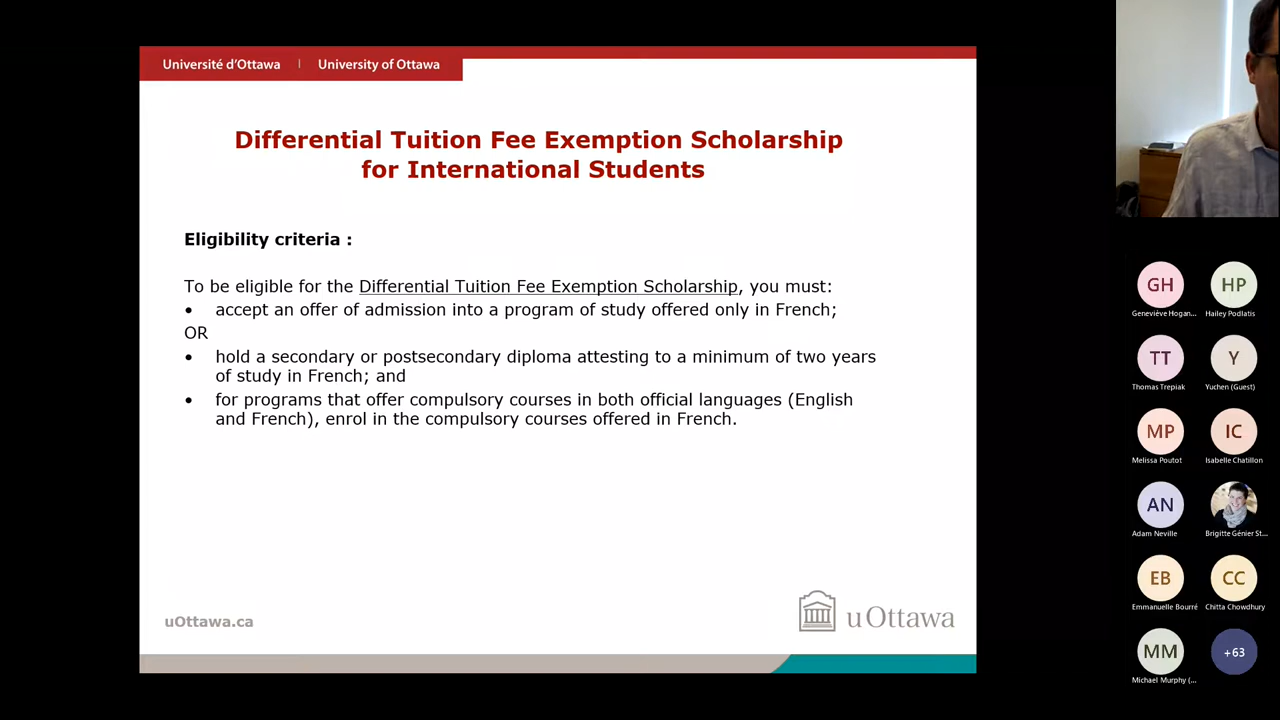 Université d'Ottawa | University of Ottawa
Differential Tuition Fee Exemption Scholarship
for International Students
Eligibility criteria :
To be eligible for the Differential Tuition Fee Exemption Scholarship, you must:
• accept an offer of admission into a program of study offered only in French;
OR
• hold a secondary or postsecondary diploma attesting to a minimum of two years
of study in French; and
• for programs that offer compulsory courses in both official languages (English
and French), enrol in the compulsory courses offered in French.
uOttawa.ca
uOttawa
GH
HP
Geneviève Hogan...
Hailey Podlatis
TT
Y
Thomas Trepiak
Yuchen (Guest)
MP
IC
Melissa Poutot
Isabelle Chatillon
AN
Adam Neville
Brigitte Génier St...
EB
CC
Emmanuelle Bourré
Chitta Chowdhury
MM
+63
Michael Murphy (...